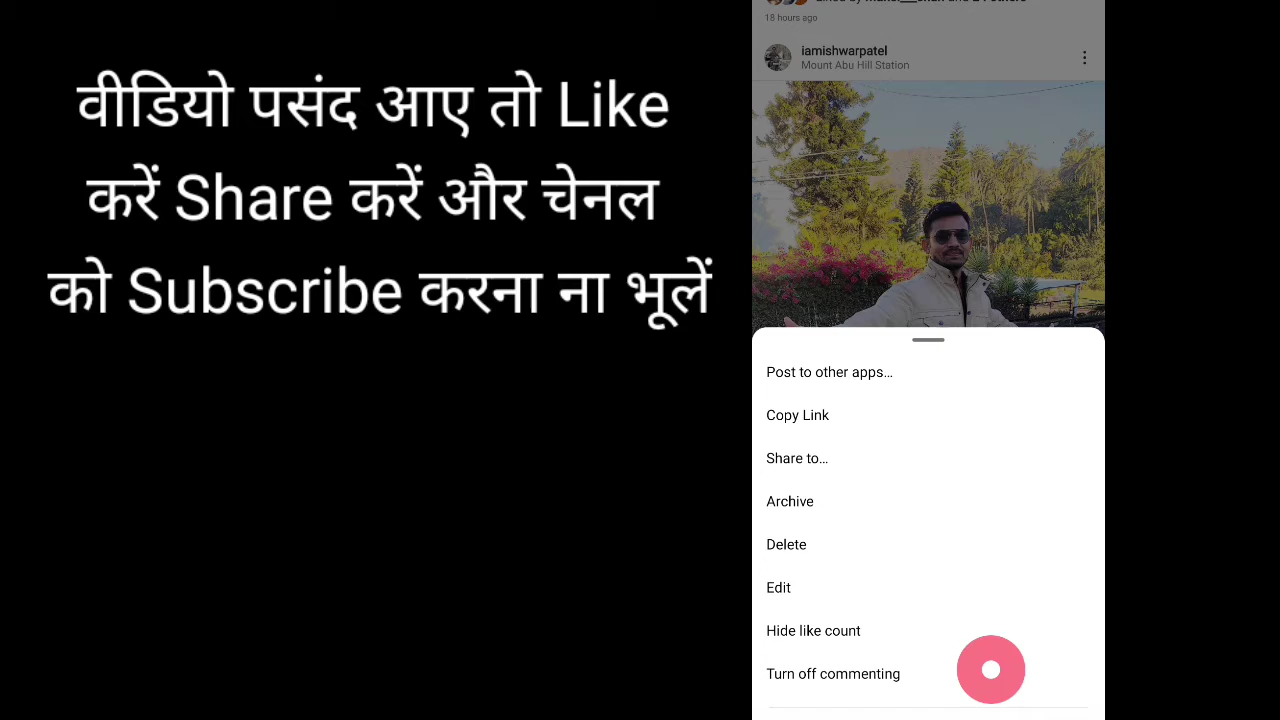 वीडियो पसंद आए तो Like
करें Share करें और चेनल
को Subscribe करना ना भूलें
18 hours ago
iamishwarpatel
Mount Abu Hill Station
Post to other apps...
Copy Link
Share to...
Archive
Delete
Edit
Hide like count
Turn off commenting